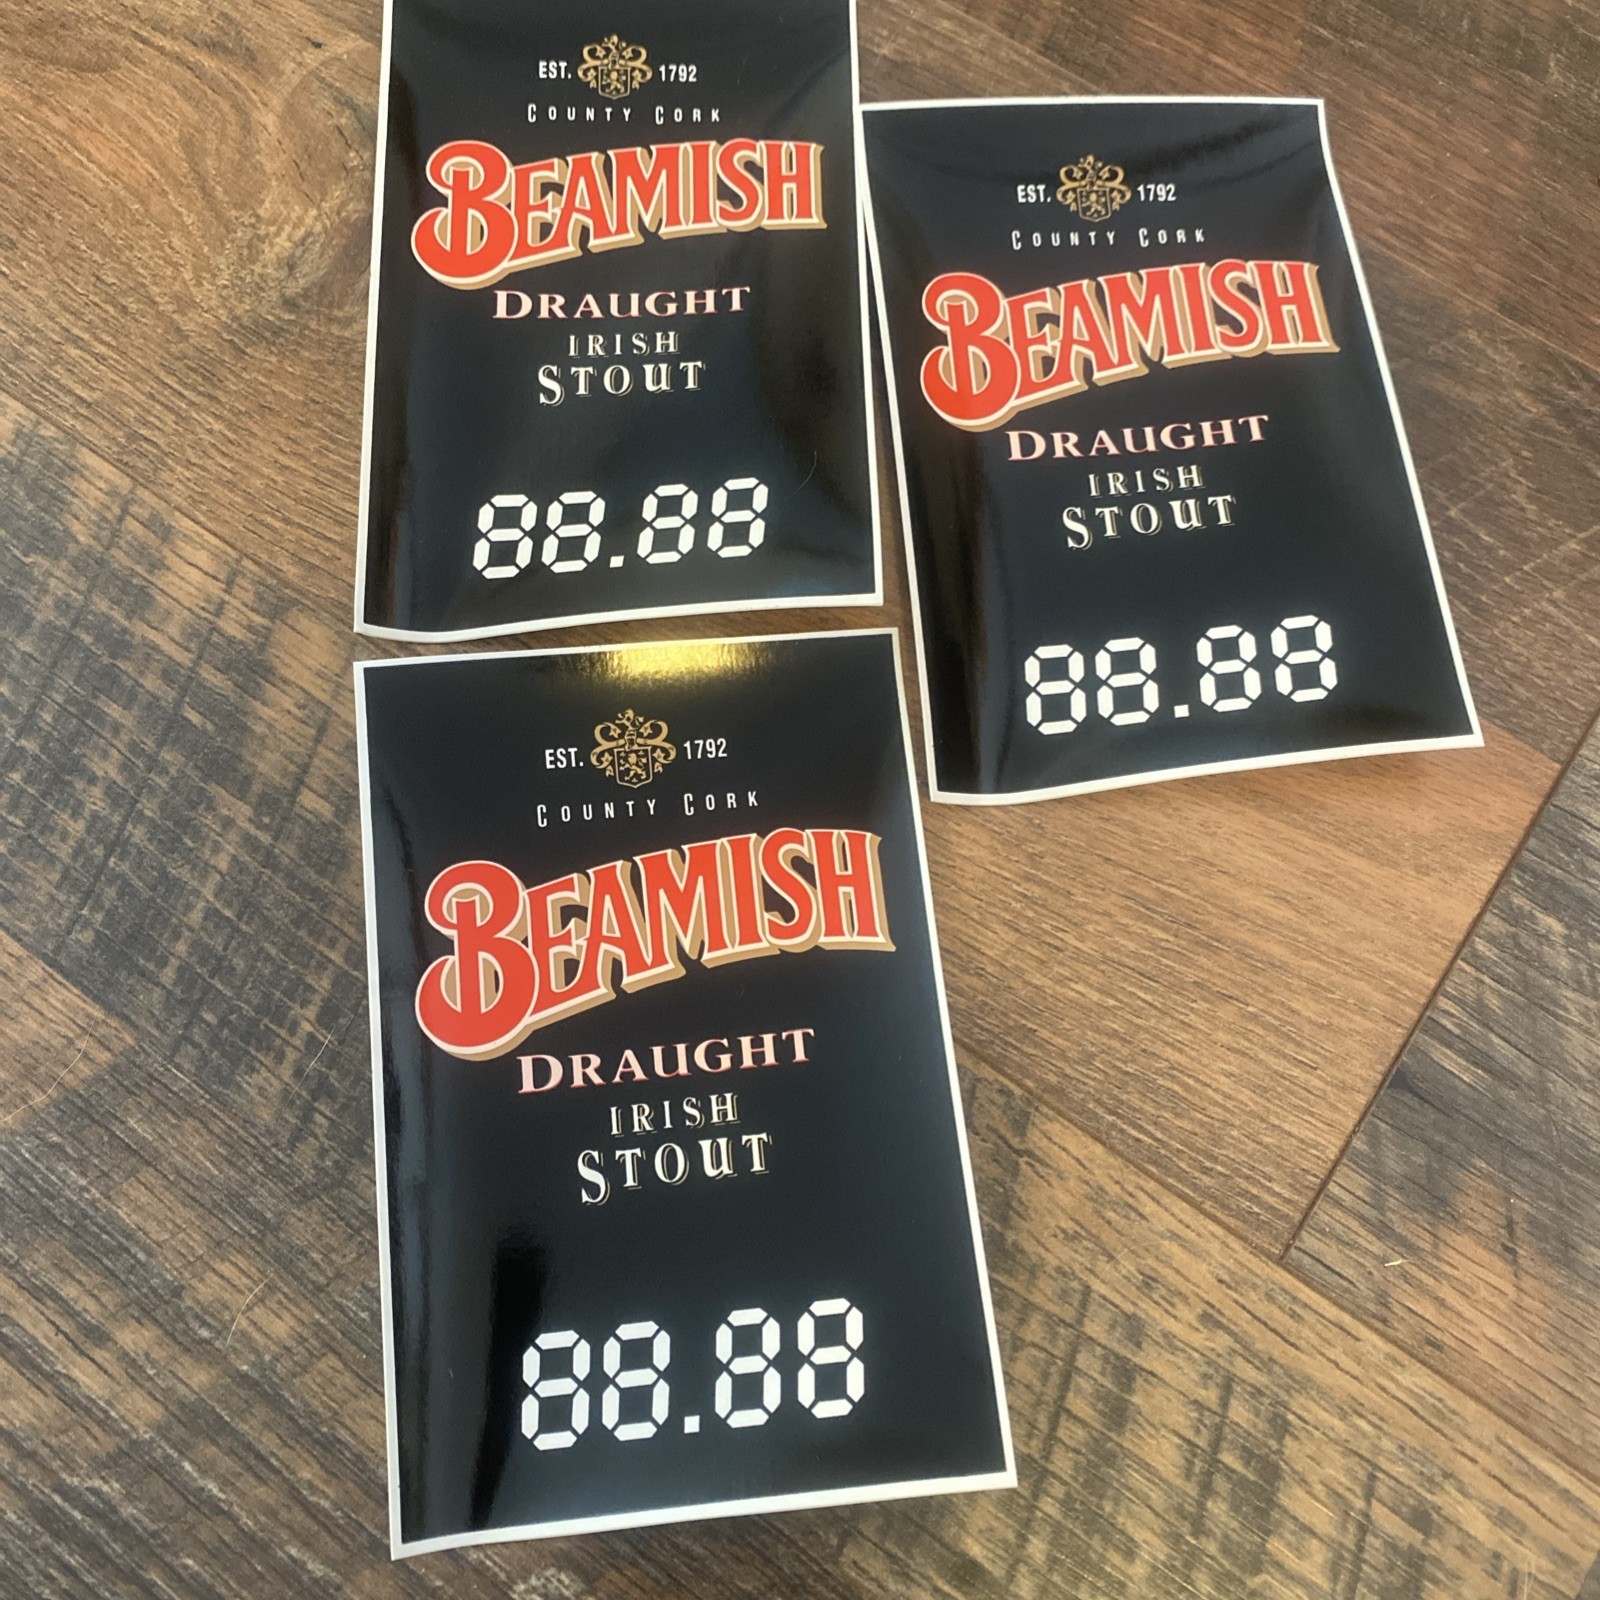 EST. 1792
COUNTY CORK
BEAMISH
DRAUGHT
IRISH
STOUT
88.88
EST. 1792
COUNTY CORK
BEAMISH
DRAUGHT
IRISH
STOUT
88.88
EST. 1792
COUNTY CORK
BEAMISH
DRAUGHT
IRISH
STOUT
88.88